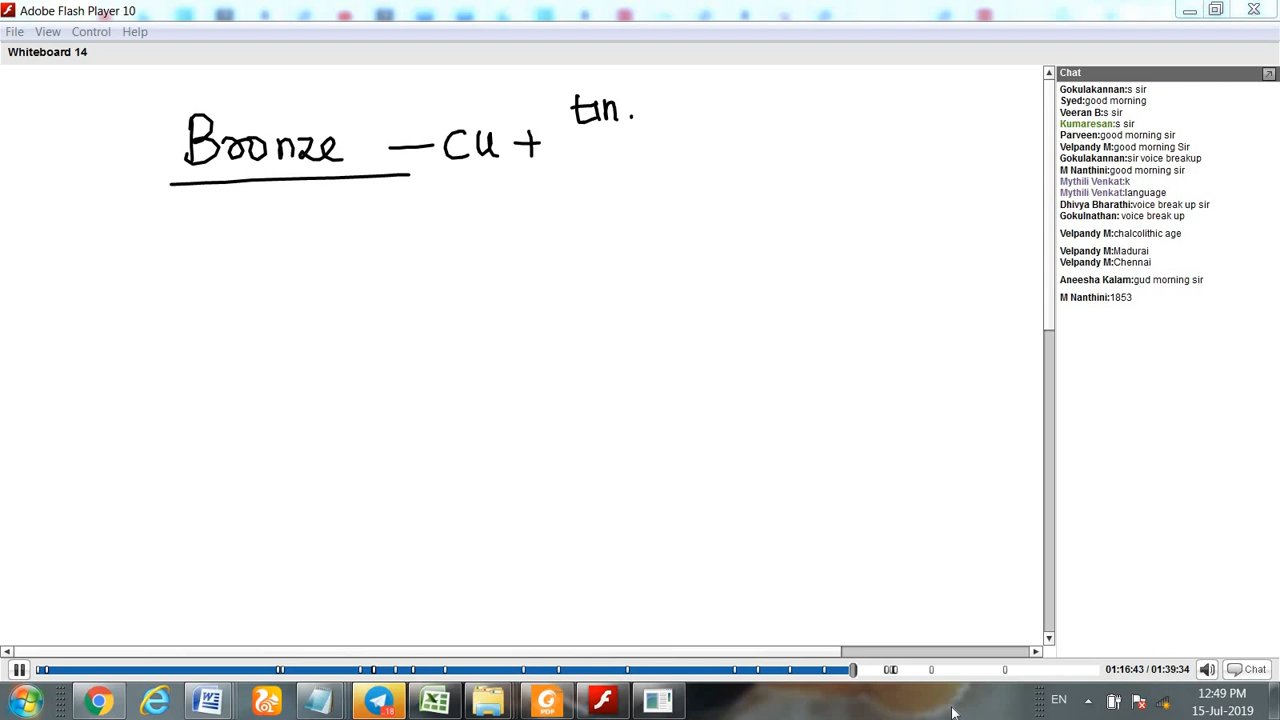 Adobe Flash Player 10
File View Control Help
Whiteboard 14
tin.
Bronze — Cu +
Chat
Gokulakannan:s sir
Syed:good morning
Veeran B:s sir
Kumaresan:s sir
Parveen:good morning sir
Velpandy M:good morning Sir
Gokulakannan:sir voice breakup
M Nanthini:good morning sir
Mythili Venkat:k
Mythili Venkat:language
Dhivya Bharathi:voice break up sir
Gokulnathan: voice break up
Velpandy M:chalcolithic age
Velpandy M:Madurai
Velpandy M:Chennai
Aneesha Kalam:gud morning sir
M Nanthini:1853
01:16:43 / 01:39:34 Chat
EN 12:49 PM
15-Jul-2019
18
PDF